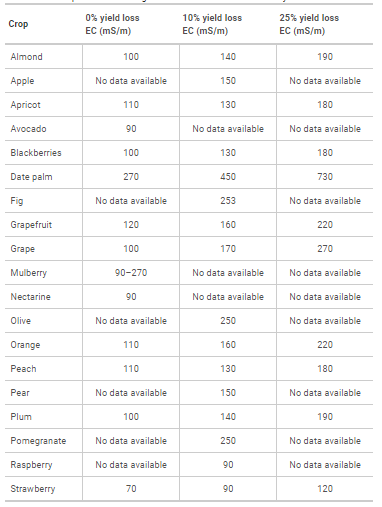 Crop 0% yield loss EC (mS/m) 10% yield loss EC (mS/m) 25% yield loss EC (mS/m)
Almond 100 140 190
Apple No data available 150 No data available
Apricot 110 130 180
Avocado 90 No data available No data available
Blackberries 100 130 180
Date palm 270 450 730
Fig No data available 253 No data available
Grapefruit 120 160 220
Grape 100 170 270
Mulberry 90–270 No data available No data available
Nectarine 90 No data available No data available
Olive No data available 250 No data available
Orange 110 160 220
Peach 110 130 180
Pear No data available 150 No data available
Plum 100 140 190
Pomegranate No data available 250 No data available
Raspberry No data available 90 No data available
Strawberry 70 90 120